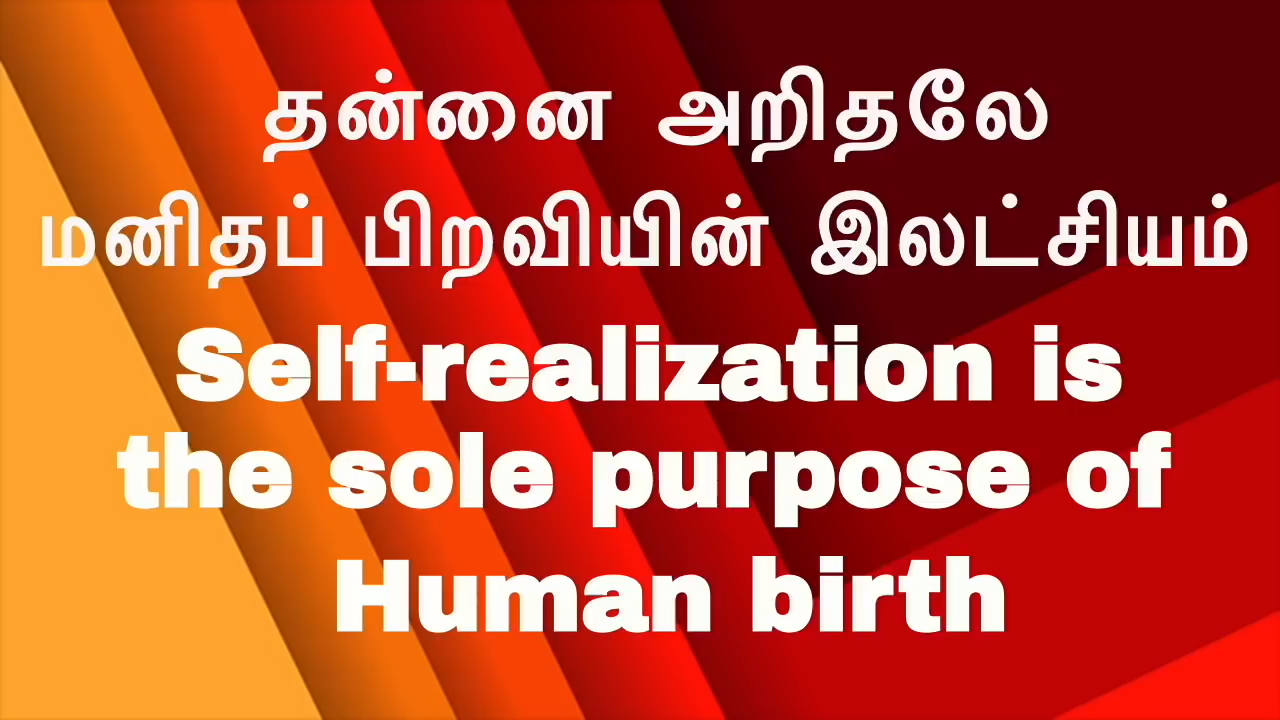 தன்னை அறிதலே
மனிதப் பிறவியின் இலட்சியம்
Self-realization is
the sole purpose of
Human birth